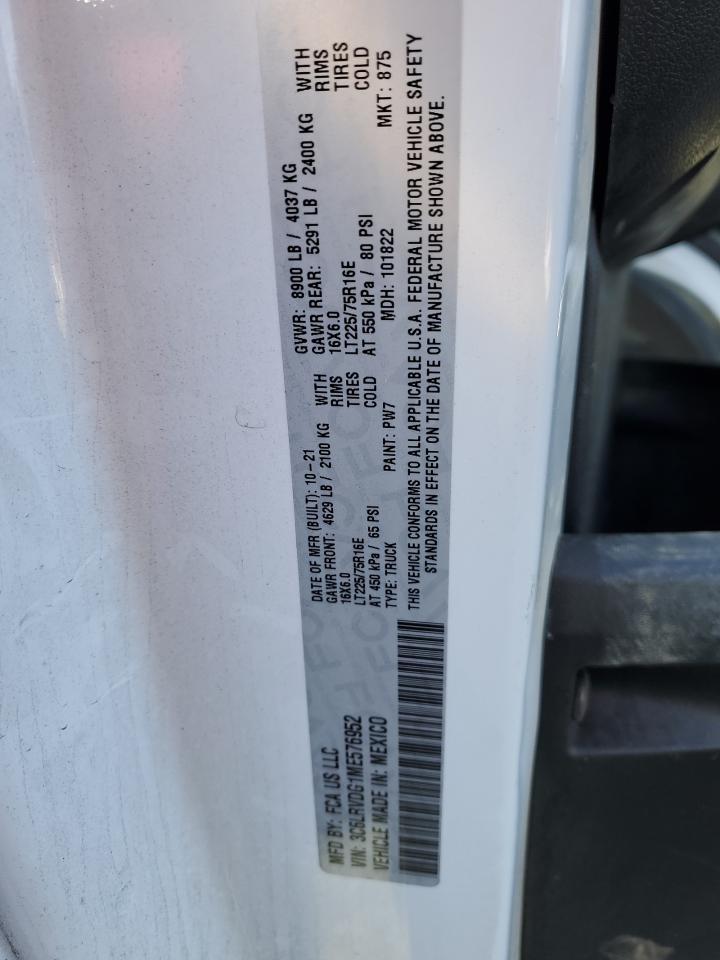 MFD BY: FCA US LLC
DATE OF MFR (BUILT): 10-21
GVWR: 8900 LB / 4037 KG
VIN: 3C6LRVDG1ME576952
GAWR FRONT: 4629 LB / 2100 KG WITH
GAWR REAR: 5291 LB / 2400 KG WITH
16X6.0 RIMS
16X6.0 RIMS
LT225/75R16E TIRES
LT225/75R16E TIRES
AT 450 kPa / 65 PSI COLD
AT 550 kPa / 80 PSI COLD
VEHICLE MADE IN: MEXICO
TYPE: TRUCK PAINT: PW7 MDH: 101822 MKT: 875
THIS VEHICLE CONFORMS TO ALL APPLICABLE U.S.A. FEDERAL MOTOR VEHICLE SAFETY
STANDARDS IN EFFECT ON THE DATE OF MANUFACTURE SHOWN ABOVE.